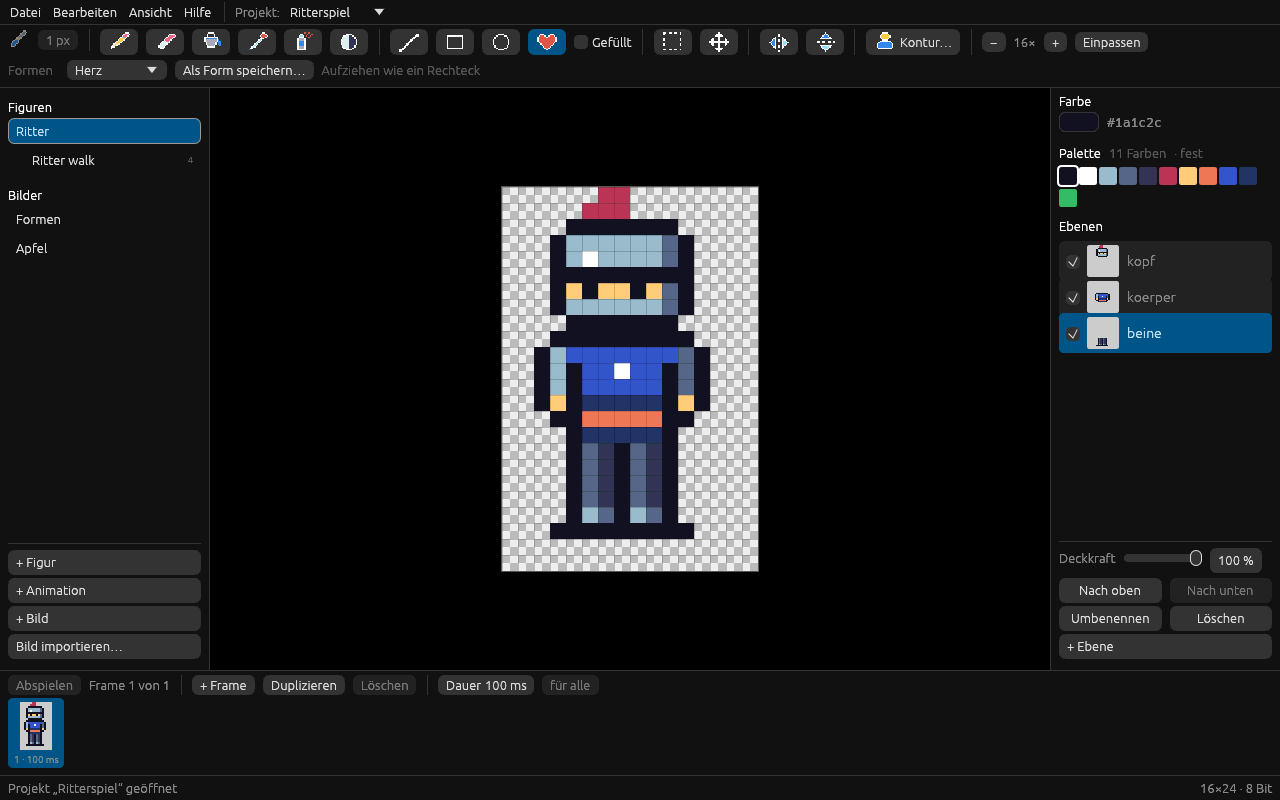 Datei Bearbeiten Ansicht Hilfe Projekt: Ritterspiel
1 px Gefüllt Kontur… − 16× + Einpassen
Formen Herz Als Form speichern… Aufziehen wie ein Rechteck
Figuren
Ritter
Ritter walk 4
Bilder
Formen
Apfel
+ Figur
+ Animation
+ Bild
Bild importieren…
Farbe
#1a1c2c
Palette 11 Farben · fest
Ebenen
kopf
koerper
beine
Deckkraft 100 %
Nach oben Nach unten
Umbenennen Löschen
+ Ebene
Abspielen Frame 1 von 1 + Frame Duplizieren Löschen Dauer 100 ms für alle
1 · 100 ms
Projekt „Ritterspiel“ geöffnet 16×24 · 8 Bit